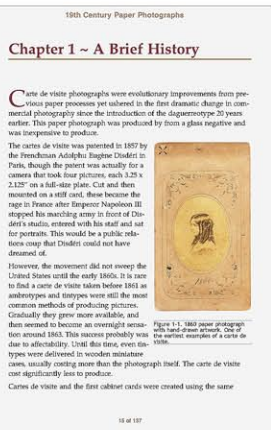 19th Century Paper Photographs
Chapter 1 ~ A Brief History
Carte de visite photographs were evolutionary improvements from pre-
vious paper processes yet ushered in the first dramatic change in com-
mercial photography since the introduction of the daguerreotype 20 years
earlier. This paper photograph was produced by from a glass negative and
was inexpensive to produce.
The cartes de visite was patented in 1857 by
the Frenchman Adolphu Eugène Disdéri in
Paris, though the patent was actually for a
camera that took four pictures, each 3.25 x
2.125" on a full-size plate. Cut and then
mounted on a stiff card, these became the
rage in France after Emperor Napoleon III
stopped his marching army in front of Dis-
déri's studio, entered with his staff and sat
for portraits. This would be a public rela-
tions coup that Disdéri could not have
dreamed of.
However, the movement did not sweep the
United States until the early 1860s. It is rare
to find a carte de visite taken before 1861 as
ambrotypes and tintypes were still the most
common methods of producing pictures.
Gradually they grew more available, and
then seemed to become an overnight sensa-
tion around 1863. This success probably was
due to affectability. Until this time, even tin-
types were delivered in wooden miniature
cases, usually costing more than the photograph itself. The carte de visite
cost significantly less to produce.
Cartes de visite and the first cabinet cards were created using the same
Figure 1-1. 1860 paper photograph
with hand-drawn artwork. One of
the earliest examples of a carte de
visite.
15 of 157